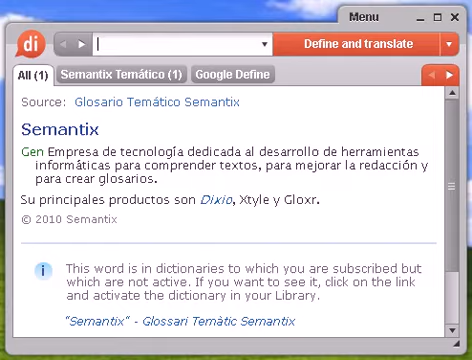 Menu
di
Define and translate
All (1)
Semantix Temático (1)
Google Define
Source: Glosario Temático Semantix
Semantix
Gen Empresa de tecnología dedicada al desarrollo de herramientas
informáticas para comprender textos, para mejorar la redacción y
para crear glosarios.
Su principales productos son Dixio, Xtyle y Gloxr.
© 2010 Semantix
i
This word is in dictionaries to which you are subscribed but
which are not active. If you want to see it, click on the link
and activate the dictionary in your Library.
"Semantix" - Glossari Temàtic Semantix